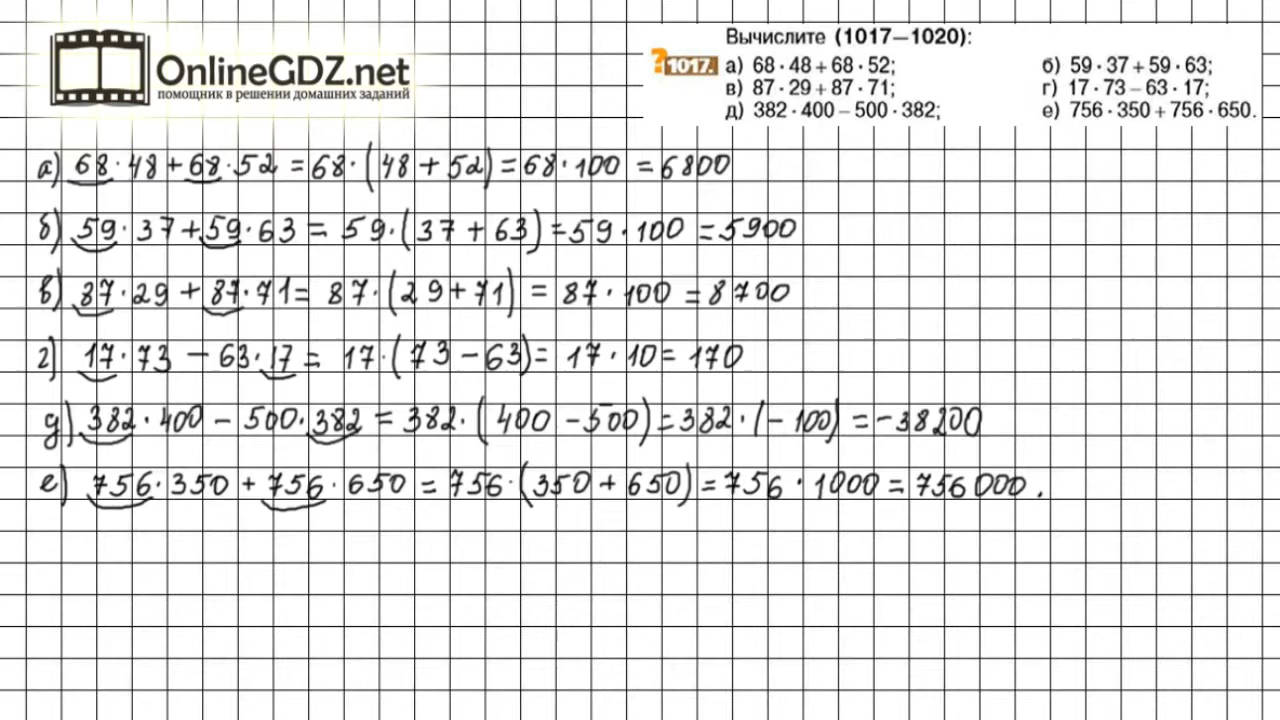 OnlineGDZ.net
помощник в решении домашних заданий
Вычислите (1017—1020):
?1017. а) 68 · 48 + 68 · 52; б) 59 · 37 + 59 · 63;
в) 87 · 29 + 87 · 71; г) 17 · 73 – 63 · 17;
д) 382 · 400 – 500 · 382; е) 756 · 350 + 756 · 650.
а) 68 · 48 + 68 · 52 = 68 · (48 + 52) = 68 · 100 = 6800
б) 59 · 37 + 59 · 63 = 59 · (37 + 63) = 59 · 100 = 5900
в) 87 · 29 + 87 · 71 = 87 · (29 + 71) = 87 · 100 = 8700
г) 17 · 73 – 63 · 17 = 17 · (73 – 63) = 17 · 10 = 170
д) 382 · 400 – 500 · 382 = 382 · (400 – 500) = 382 · (– 100) = –38200
е) 756 · 350 + 756 · 650 = 756 · (350 + 650) = 756 · 1000 = 756000.